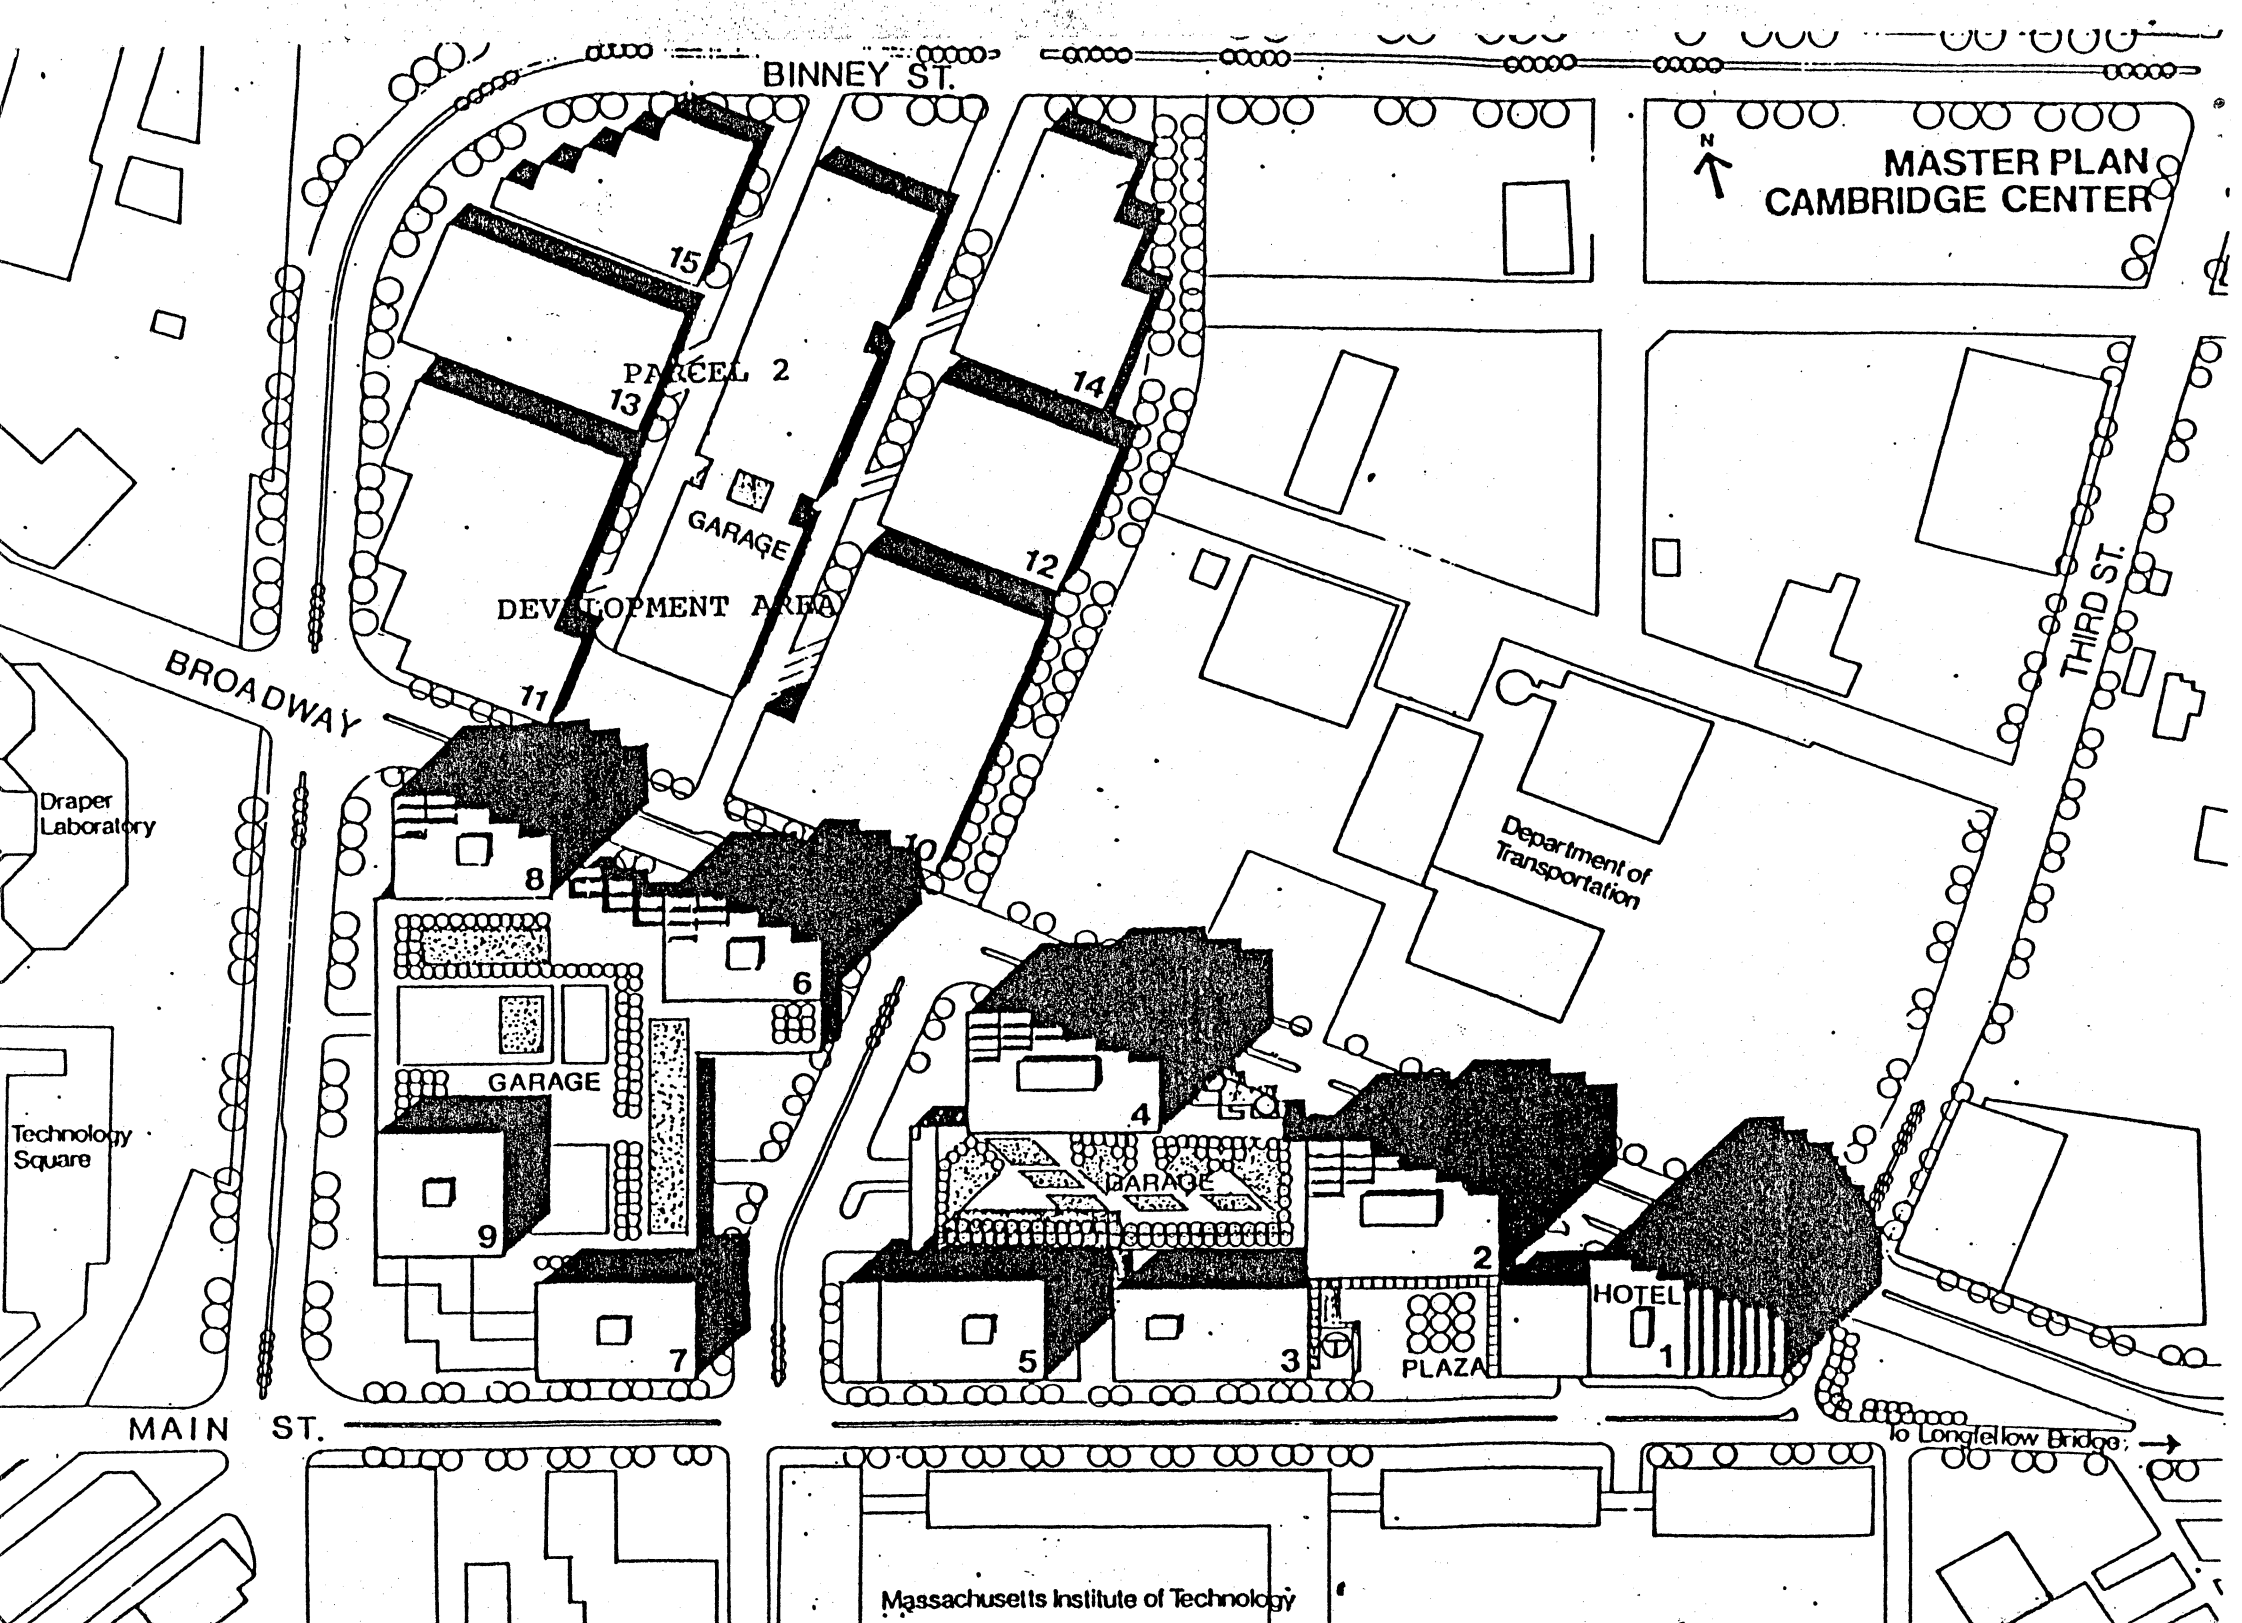 BINNEY ST.
N
MASTER PLAN
CAMBRIDGE CENTER
15
PARCEL 2
13
14
GARAGE
12
DEVELOPMENT AREA
THIRD ST.
BROADWAY
11
Draper
Laboratory
10
Department of
Transportation
8
6
GARAGE
4
Technology
Square
GARAGE
9
2
HOTEL
7
5
3
T
PLAZA
1
MAIN ST.
To Longfellow Bridge
Massachusetts Institute of Technology